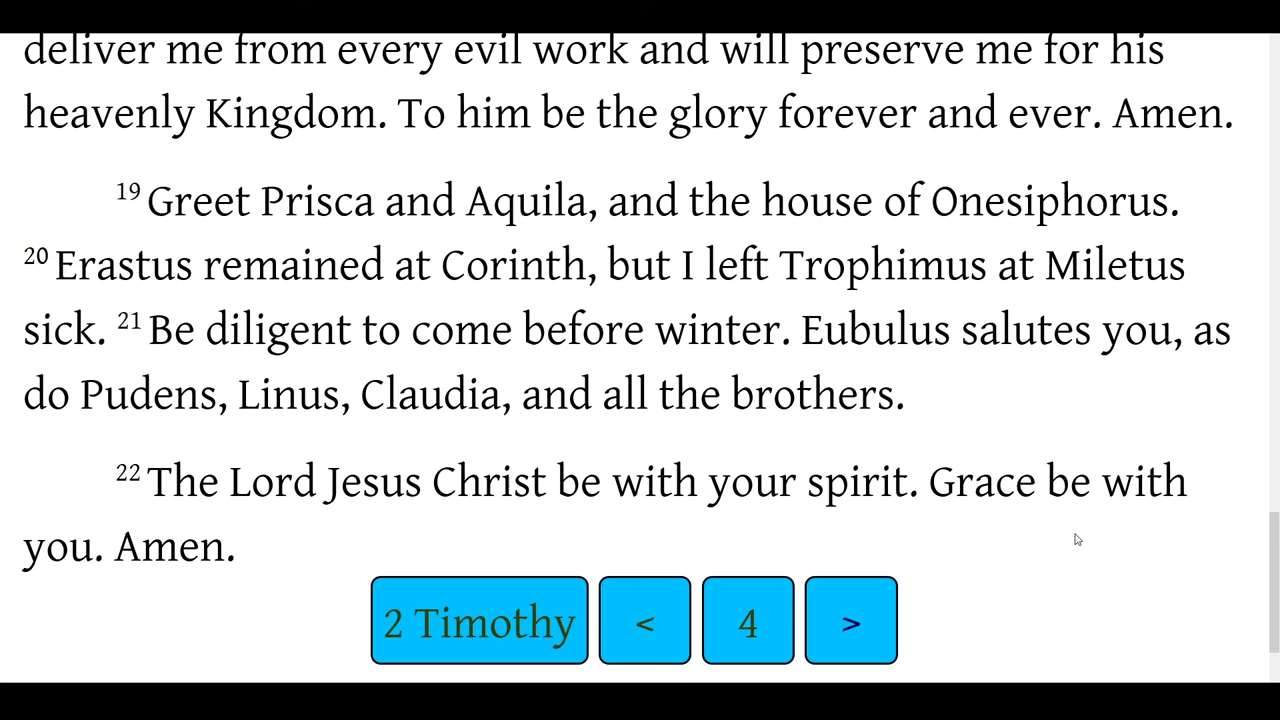 deliver me from every evil work and will preserve me for his
heavenly Kingdom. To him be the glory forever and ever. Amen.
19 Greet Prisca and Aquila, and the house of Onesiphorus.
20 Erastus remained at Corinth, but I left Trophimus at Miletus
sick. 21 Be diligent to come before winter. Eubulus salutes you, as
do Pudens, Linus, Claudia, and all the brothers.
22 The Lord Jesus Christ be with your spirit. Grace be with
you. Amen.
2 Timothy < 4 >